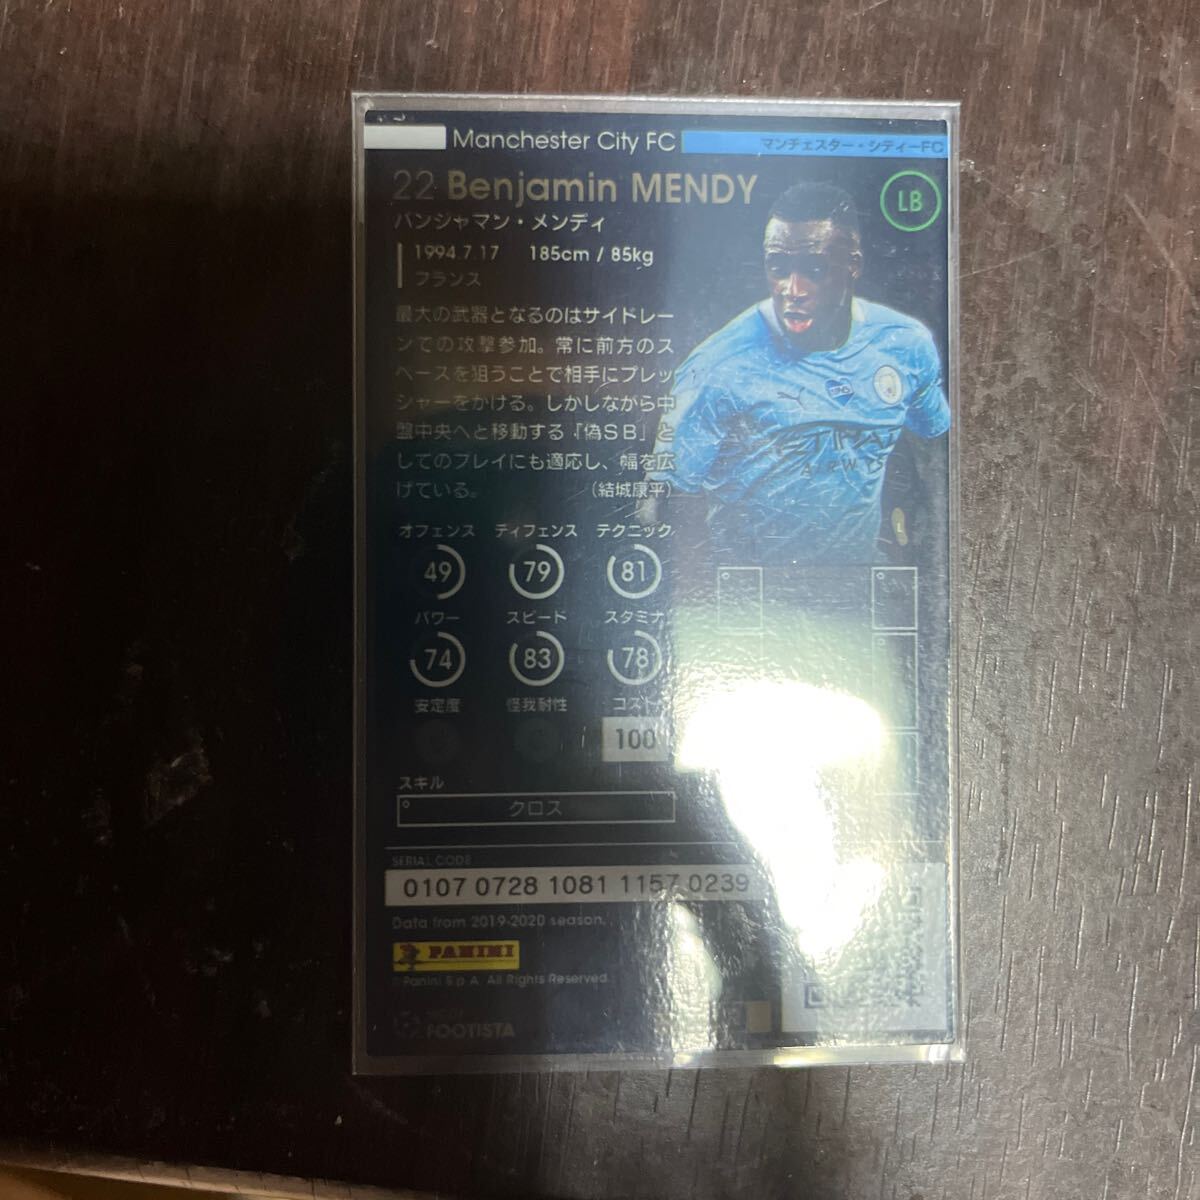 Manchester City FC マンチェスター・シティーFC
22 Benjamin MENDY
LB
バンジャマン・メンディ
1994.7.17 185cm / 85kg
フランス
最大の武器となるのはサイドレー
ンでの攻撃参加。常に前方のス
ペースを狙うことで相手にプレッ
シャーをかける。しかしながら中
盤中央へと移動する「偽SB」と
してのプレイにも適応し、幅を広
げている。 （結城康平）
オフェンス ディフェンス テクニック
49 79 81
パワー スピード スタミナ
74 83 78
安定度 怪我耐性 コスト
100
スキル
クロス
SERIAL CODE
0107 0728 1081 1157 0239
Data from 2019-2020 season.
PANINI
© Panini S.p.A. All Rights Reserved.
FOOTISTA
ETIHAD
AIRWAYS